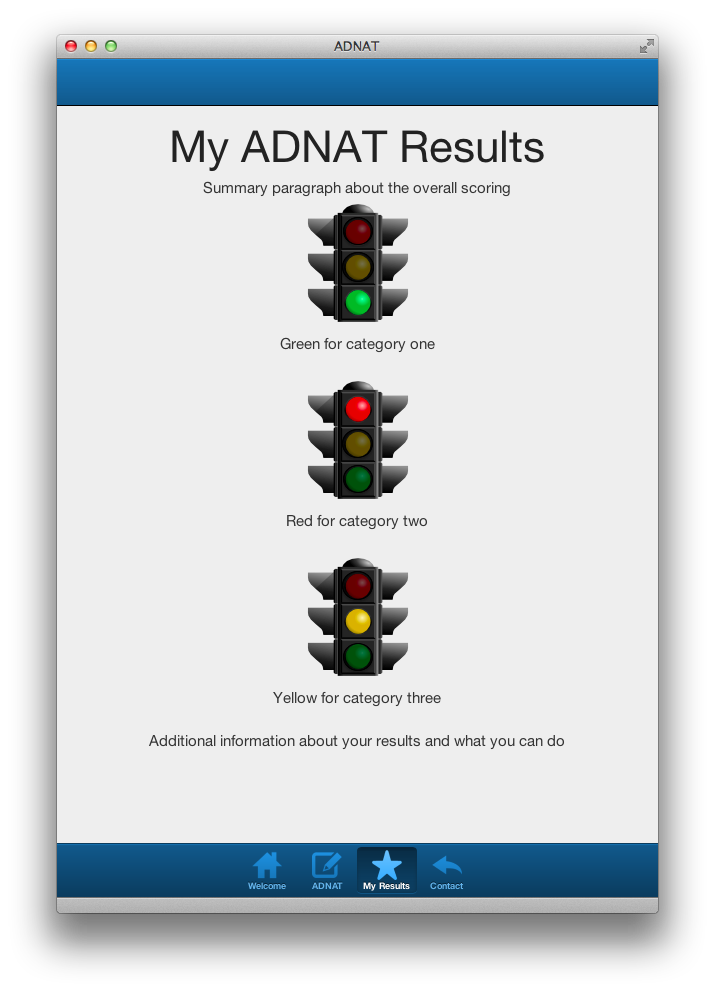 ADNAT
My ADNAT Results
Summary paragraph about the overall scoring
Green for category one
Red for category two
Yellow for category three
Additional information about your results and what you can do
Welcome
ADNAT
My Results
Contact